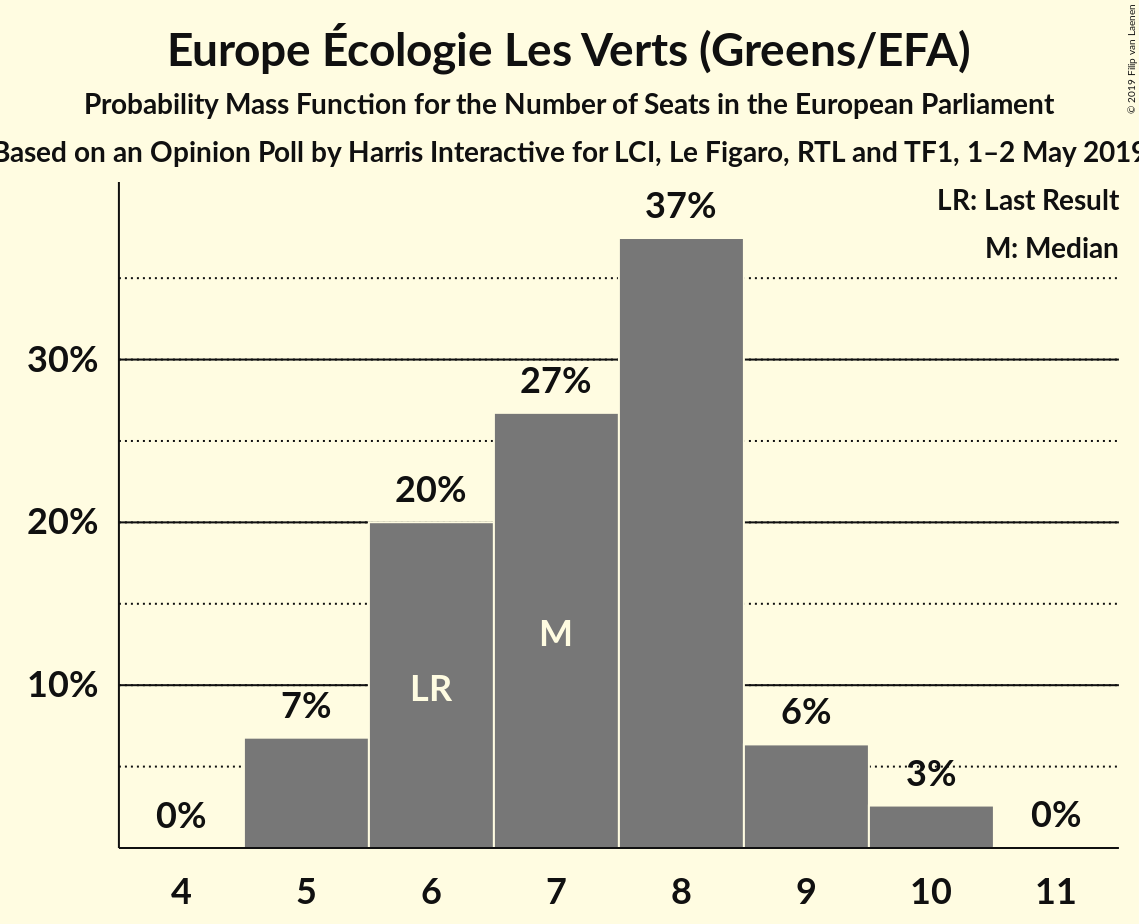 Europe Écologie Les Verts (Greens/EFA)
Probability Mass Function for the Number of Seats in the European Parliament
Based on an Opinion Poll by Harris Interactive for LCI, Le Figaro, RTL and TF1, 1–2 May 2019
© 2019 Filip van Laenen
LR: Last Result
M: Median
37%
30%
27%
20%
20%
M
10%
LR
7%
6%
3%
0%
0%
4 5 6 7 8 9 10 11